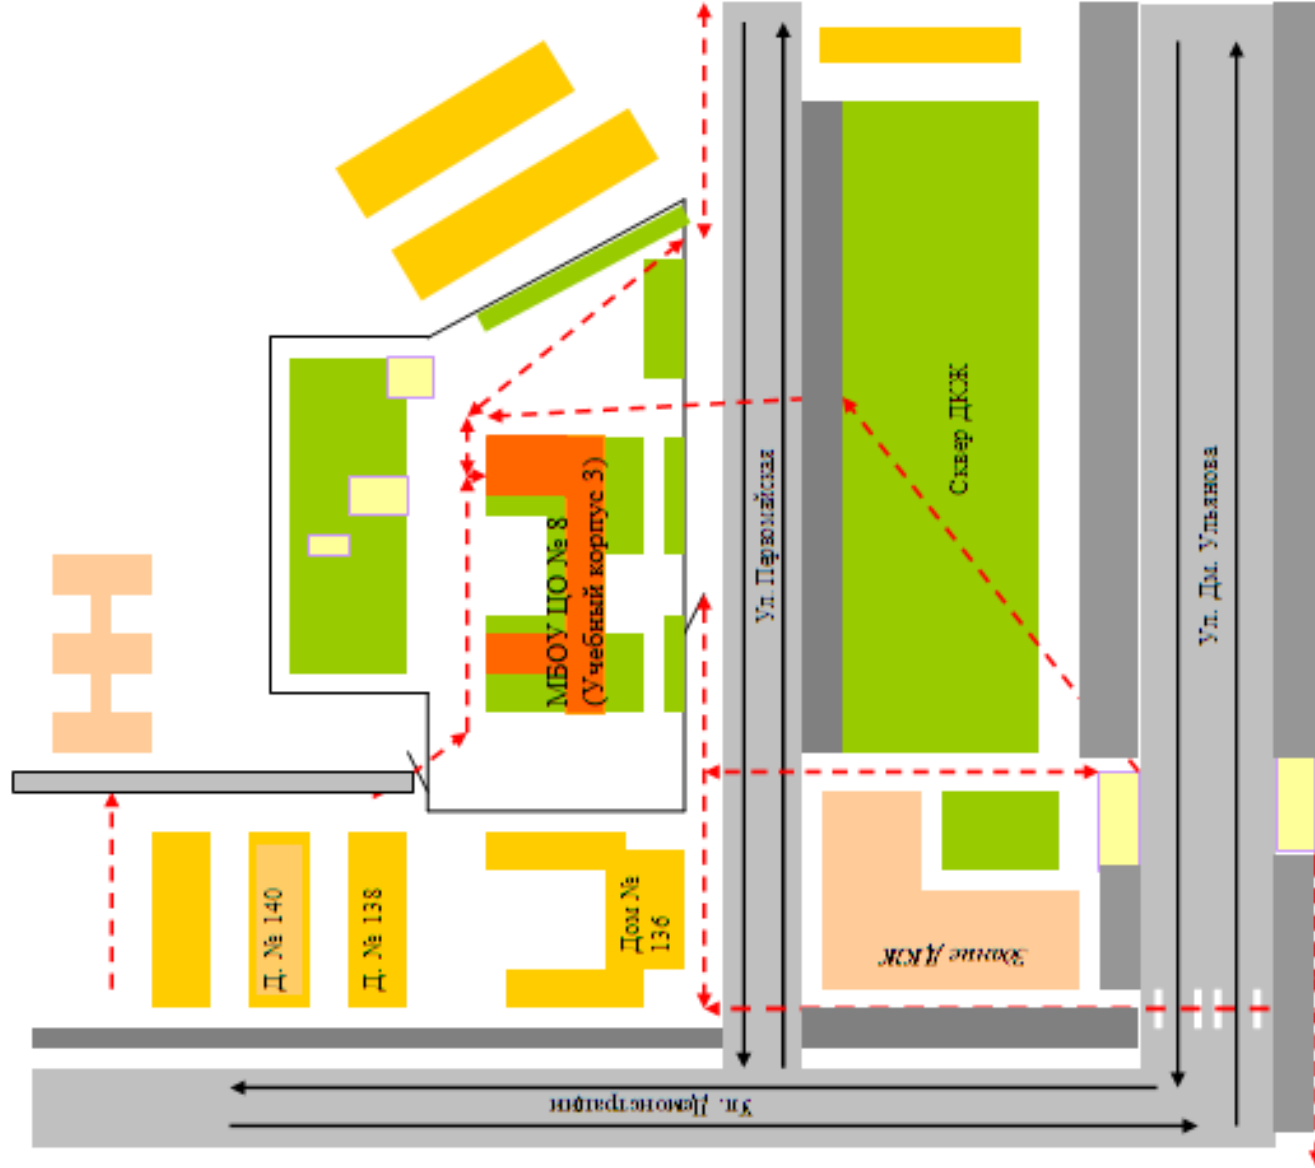 Сквер ДКЖ
Ул. Первомайская
Ул. Дм. Ульянова
МБОУ ЦО № 8
(Учебный корпус 3)
Д. № 140
Д. № 138
Дом №
136
Здание ДКЖ
Ул. Демонстрации